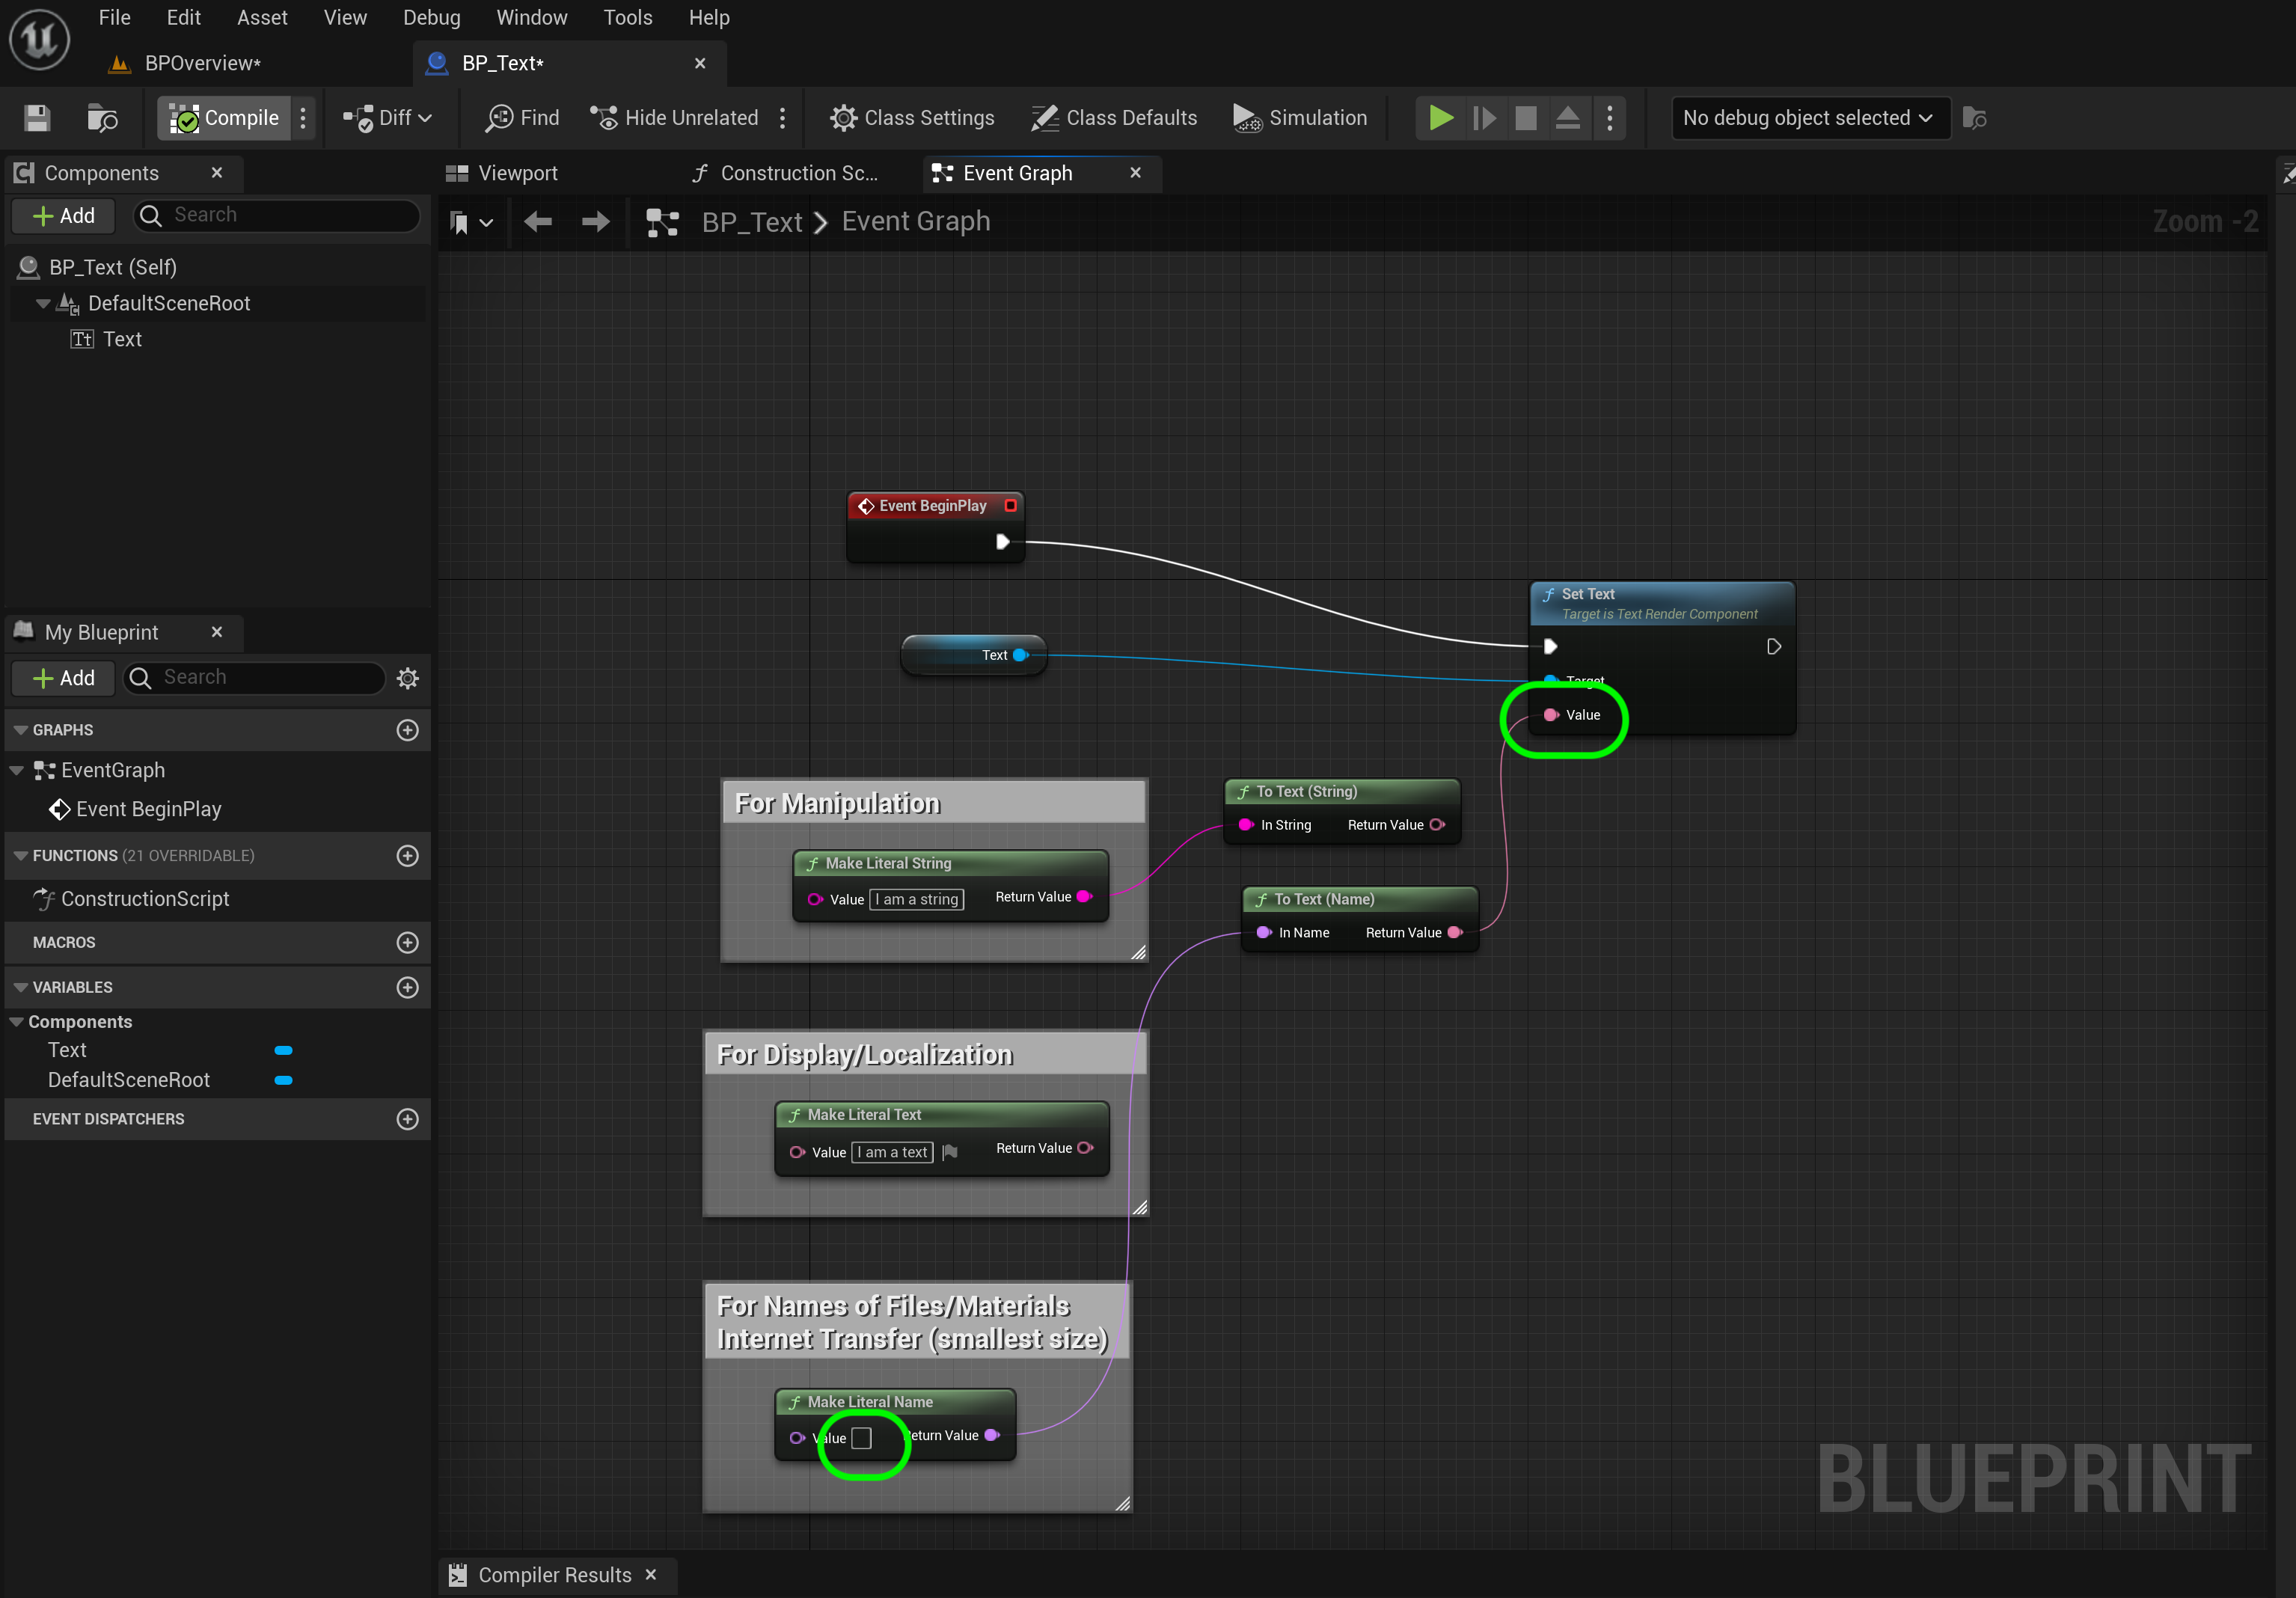 File Edit Asset View Debug Window Tools Help
BPOverview*
BP_Text*
Compile
Diff
Find
Hide Unrelated
Class Settings
Class Defaults
Simulation
No debug object selected
Components
Viewport
Construction Sc...
Event Graph
Add
Search
BP_Text
Event Graph
Zoom -2
BP_Text (Self)
DefaultSceneRoot
Text
Event BeginPlay
Set Text
Target is Text Render Component
Text
Target
Value
My Blueprint
Add
Search
GRAPHS
EventGraph
Event BeginPlay
FUNCTIONS (21 OVERRIDABLE)
ConstructionScript
MACROS
VARIABLES
Components
Text
DefaultSceneRoot
EVENT DISPATCHERS
For Manipulation
Make Literal String
Value I am a string Return Value
To Text (String)
In String Return Value
To Text (Name)
In Name Return Value
For Display/Localization
Make Literal Text
Value I am a text Return Value
For Names of Files/Materials
Internet Transfer (smallest size)
Make Literal Name
Value Return Value
BLUEPRINT
Compiler Results